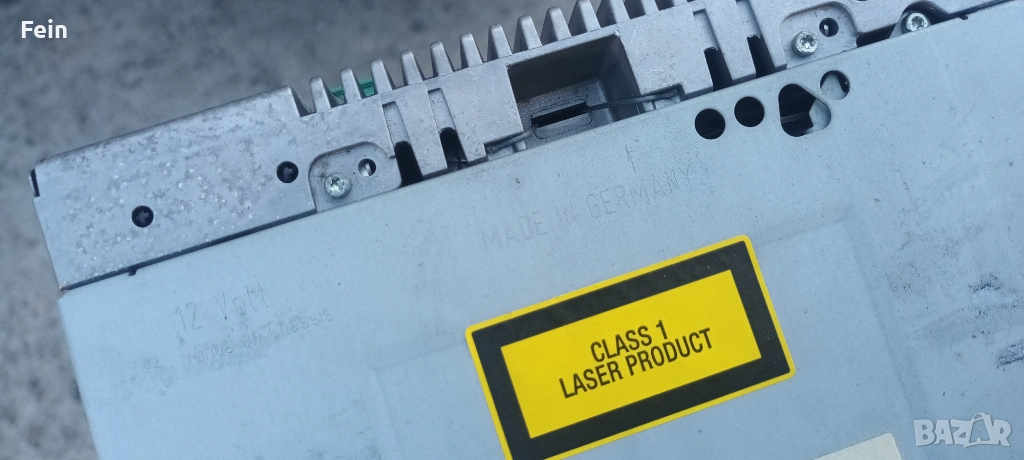 Fein
MADE IN GERMANY
12 Volt
CLASS 1
LASER PRODUCT
BAZAR